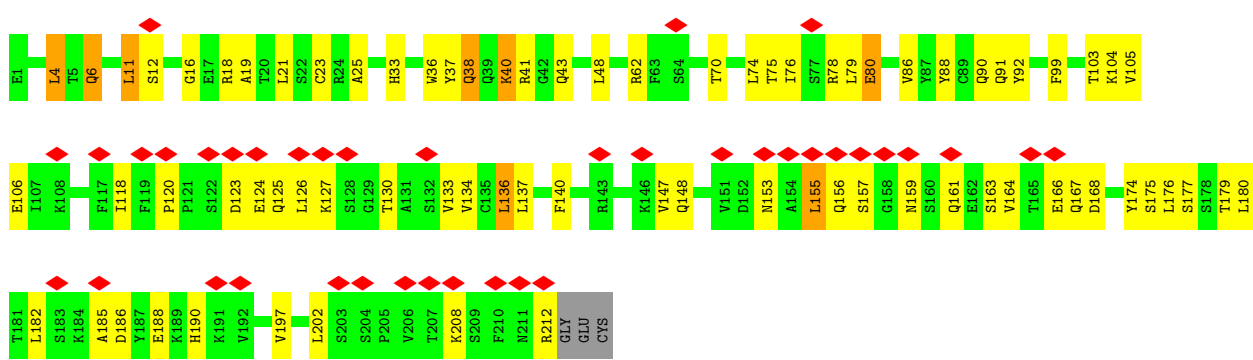 E1 L4 T5 Q6 L11 S12 G16 E17 R18 A19 T20 L21 S22 C23 R24 A25 H33 W36 Y37 Q38 Q39 K40 R41 G42 Q43 L48 R62 F63 S64 T70 L74 T75 I76 S77 R78 L79 E80 V86 Y87 Y88 C89 Q90 Q91 Y92 F99 T103 K104 V105
E106 I107 K108 F117 I118 F119 P120 P121 S122 D123 E124 Q125 L126 K127 S128 G129 T130 A131 S132 V133 V134 C135 L136 L137 F140 R143 K146 V147 Q148 V151 D152 N153 A154 L155 Q156 S157 G158 N159 S160 Q161 E162 S163 V164 T165 E166 Q167 D168 Y174 S175 L176 S177 S178 T179 L180
T181 L182 S183 K184 A185 D186 Y187 E188 K189 H190 K191 V192 V197 L202 S203 S204 P205 V206 T207 K208 S209 F210 N211 R212 GLY GLU CYS